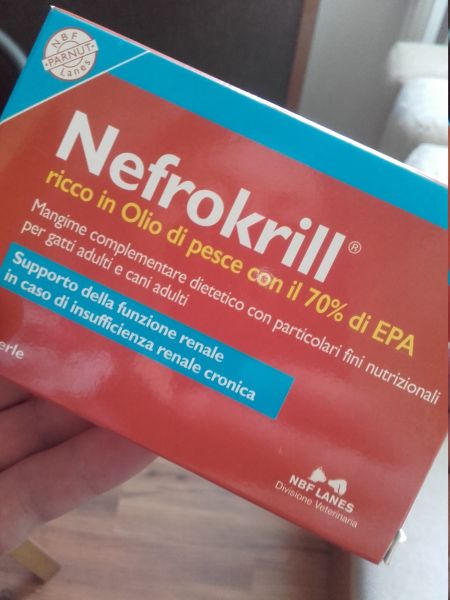 NBF
PARNUT
Lanes
Nefrokrill®
ricco in Olio di pesce con il 70% di EPA
Mangime complementare dietetico con particolari fini nutrizionali
per gatti adulti e cani adulti
Supporto della funzione renale
in caso di insufficienza renale cronica
erle
NBF LANES
Divisione Veterinaria